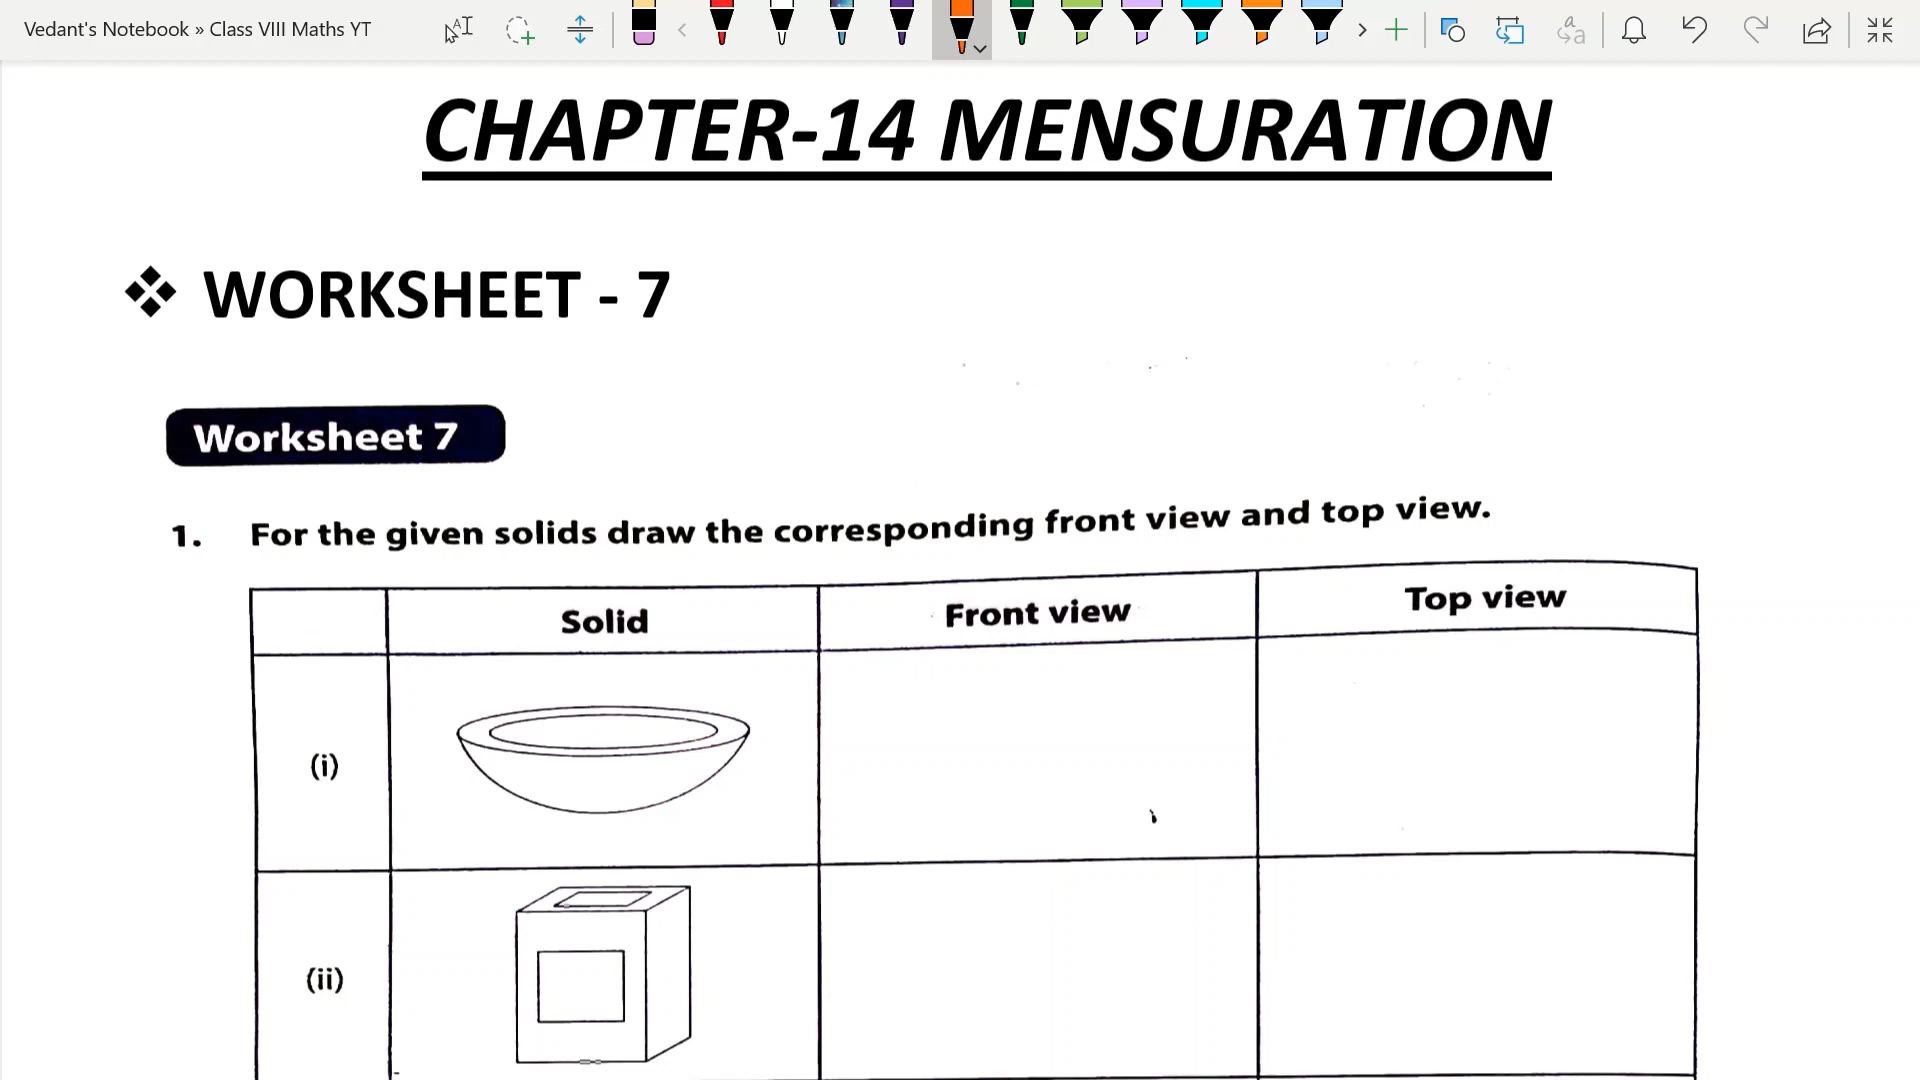 Vedant's Notebook » Class VIII Maths YT
CHAPTER-14 MENSURATION
❖ WORKSHEET - 7
Worksheet 7
1. For the given solids draw the corresponding front view and top view.
Solid Front view Top view
(i)
(ii)